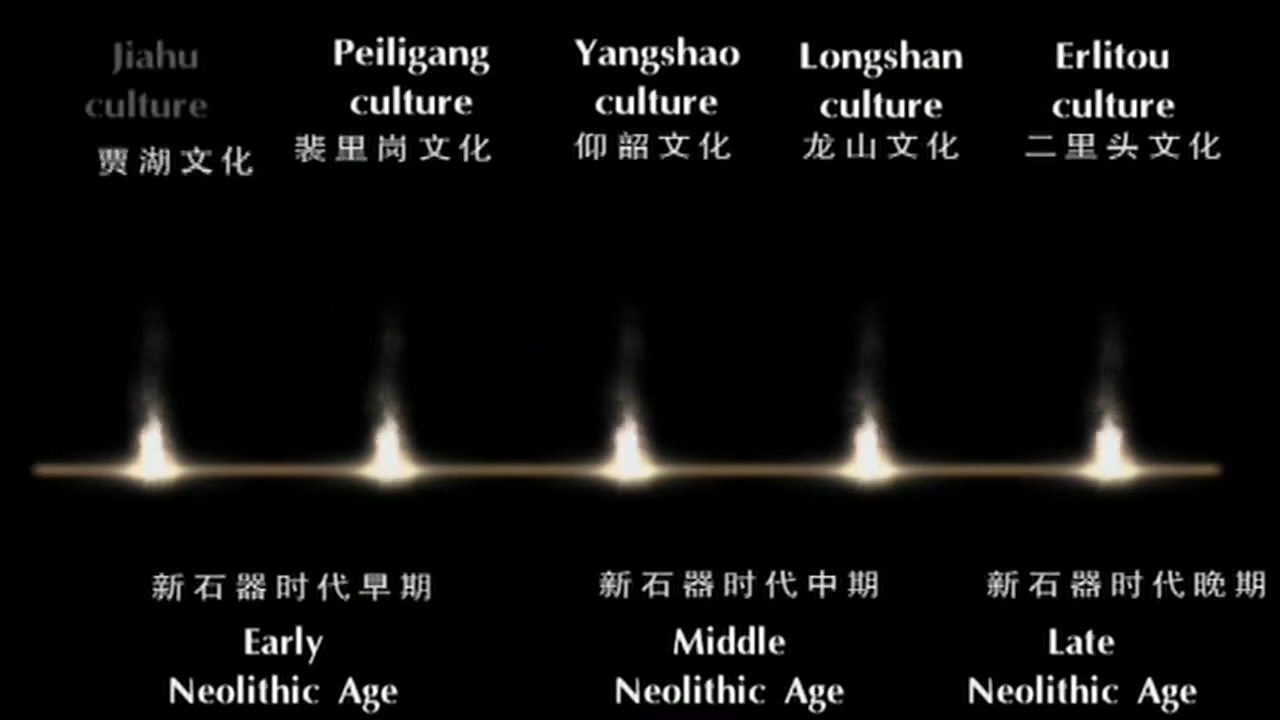 Jiahu
culture
贾湖文化
Peiligang
culture
裴里岗文化
Yangshao
culture
仰韶文化
Longshan
culture
龙山文化
Erlitou
culture
二里头文化
新石器时代早期
Early
Neolithic Age
新石器时代中期
Middle
Neolithic Age
新石器时代晚期
Late
Neolithic Age